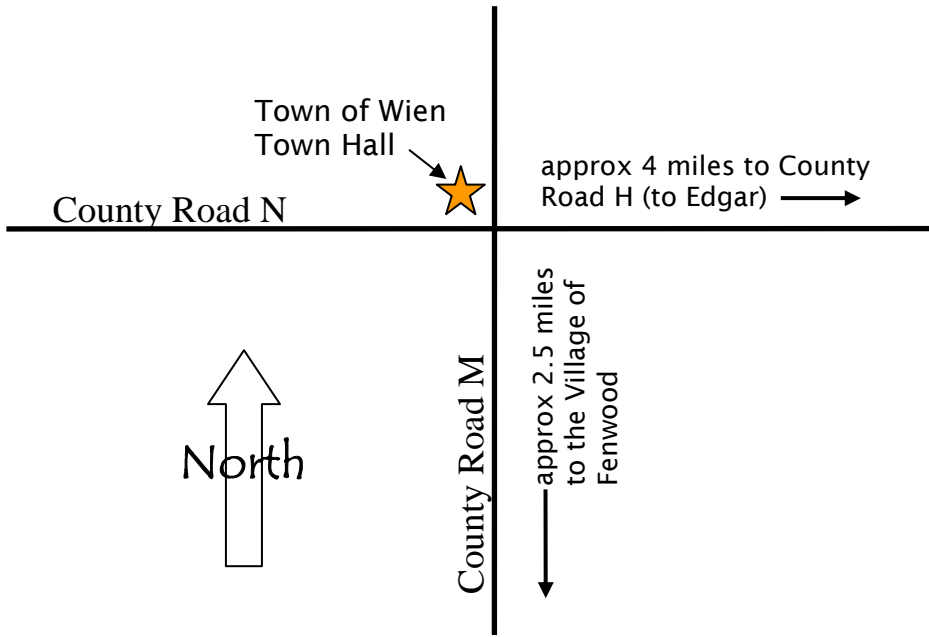 Town of Wien
Town Hall
approx 4 miles to County
Road H (to Edgar)
County Road N
approx 2.5 miles
to the Village of
Fenwood
County Road M
North